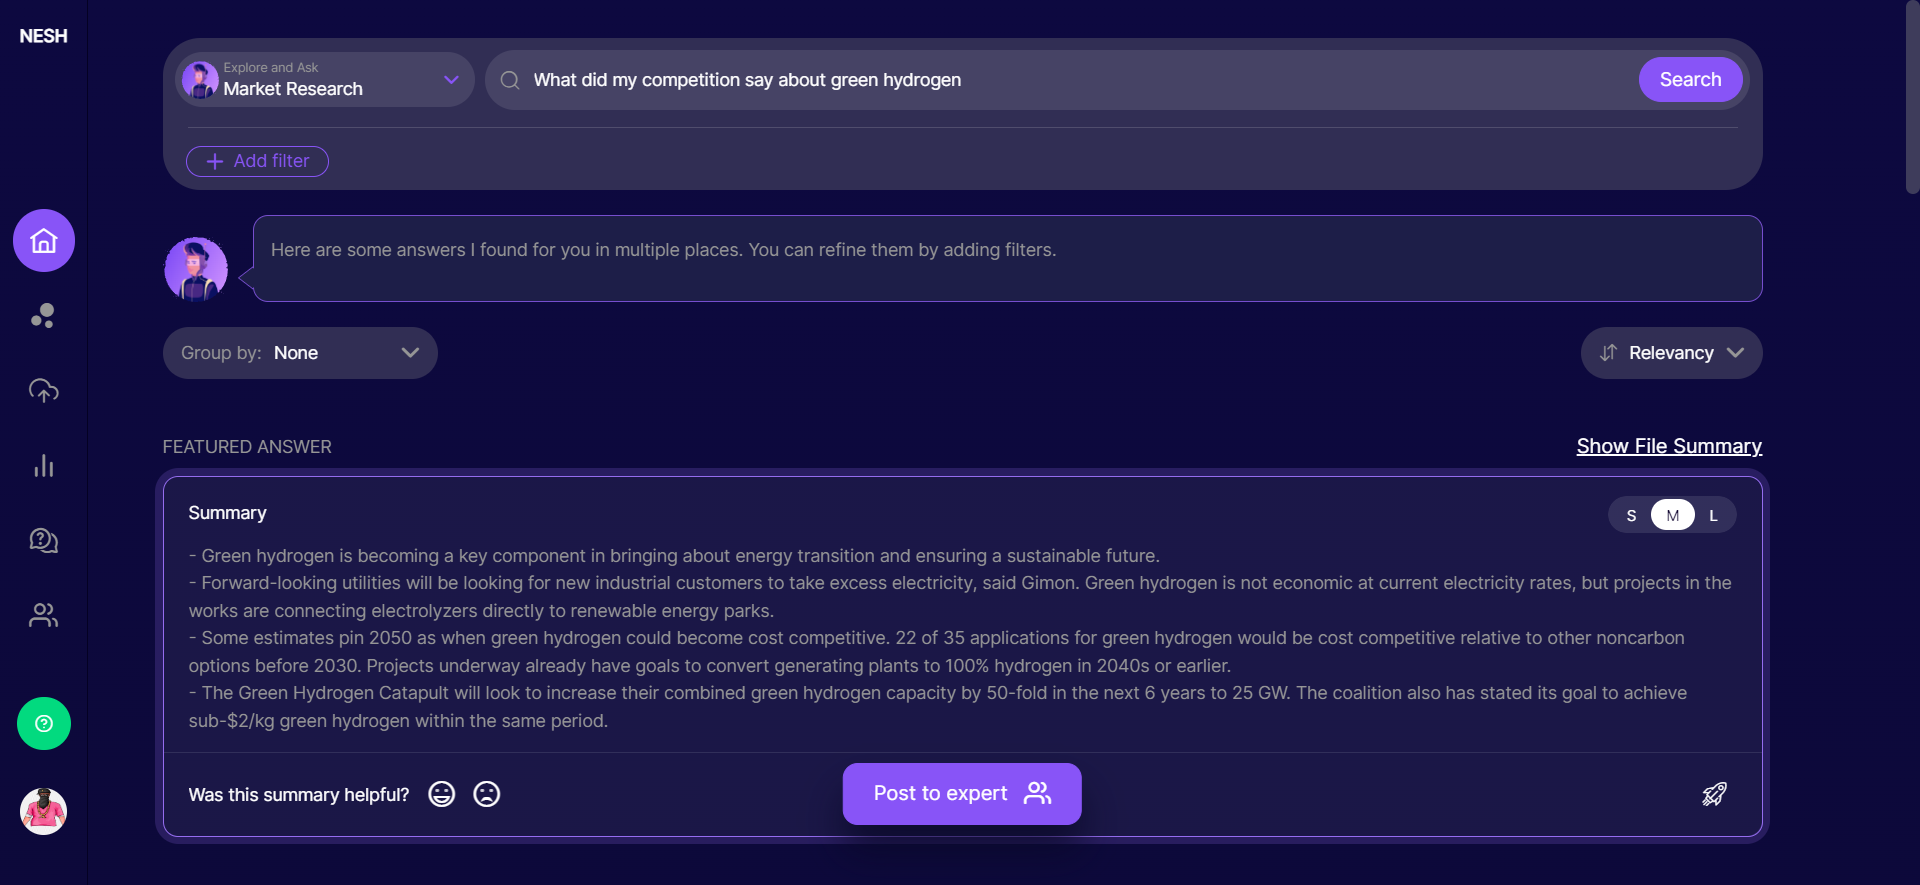 NESH
Explore and Ask
Market Research
What did my competition say about green hydrogen
Search
Add filter
Here are some answers I found for you in multiple places. You can refine them by adding filters.
Group by: None
Relevancy
FEATURED ANSWER
Show File Summary
Summary
S M L
- Green hydrogen is becoming a key component in bringing about energy transition and ensuring a sustainable future.
- Forward-looking utilities will be looking for new industrial customers to take excess electricity, said Gimon. Green hydrogen is not economic at current electricity rates, but projects in the
works are connecting electrolyzers directly to renewable energy parks.
- Some estimates pin 2050 as when green hydrogen could become cost competitive. 22 of 35 applications for green hydrogen would be cost competitive relative to other noncarbon
options before 2030. Projects underway already have goals to convert generating plants to 100% hydrogen in 2040s or earlier.
- The Green Hydrogen Catapult will look to increase their combined green hydrogen capacity by 50-fold in the next 6 years to 25 GW. The coalition also has stated its goal to achieve
sub-$2/kg green hydrogen within the same period.
Was this summary helpful?
Post to expert